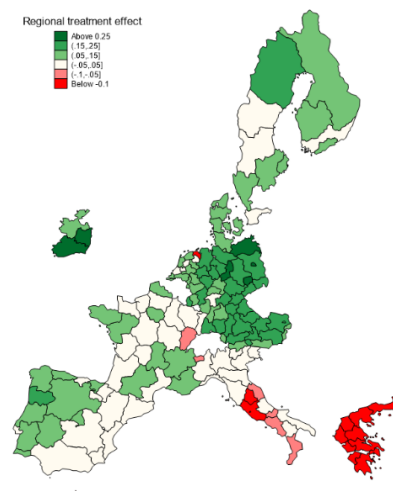 Regional treatment effect
Above 0.25
(.15,.25]
(.05,.15]
(-.05,.05]
(-.1,-.05]
Below -0.1